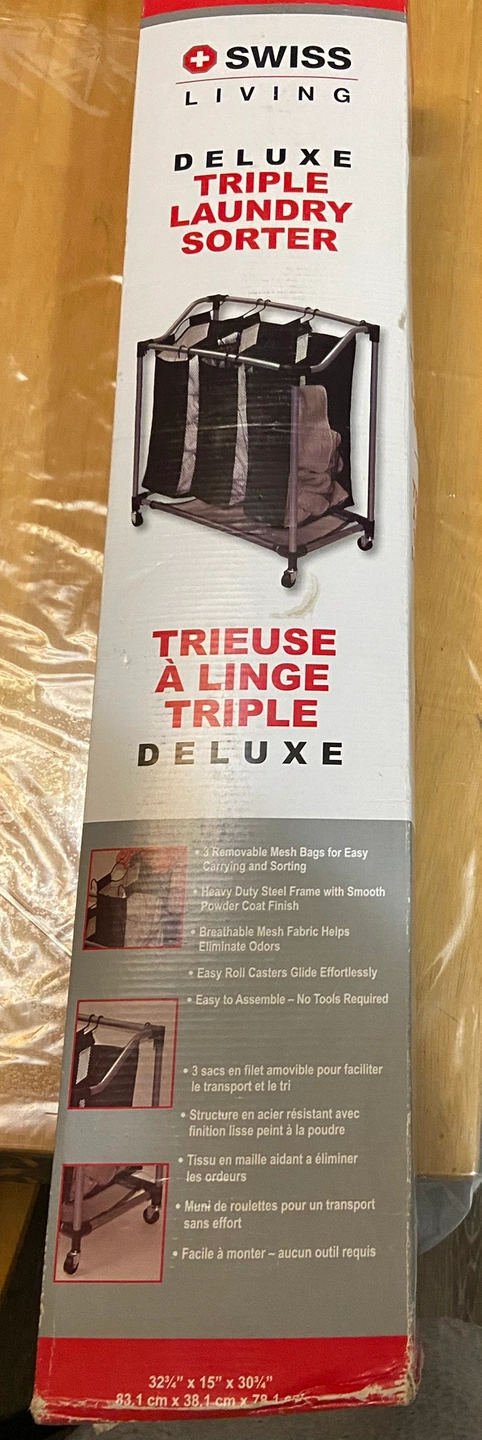 SWISS
LIVING
DELUXE
TRIPLE
LAUNDRY
SORTER
TRIEUSE
À LINGE
TRIPLE
DELUXE
• 3 Removable Mesh Bags for Easy
Carrying and Sorting
• Heavy Duty Steel Frame with Smooth
Powder Coat Finish
• Breathable Mesh Fabric Helps
Eliminate Odors
• Easy Roll Casters Glide Effortlessly
• Easy to Assemble – No Tools Required
• 3 sacs en filet amovible pour faciliter
le transport et le tri
• Structure en acier résistant avec
finition lisse peint à la poudre
• Tissu en maille aidant a éliminer
les ordeurs
• Muni de roulettes pour un transport
sans effort
• Facile à monter – aucun outil requis
32¾” x 15” x 30¾”
83,1 cm x 38,1 cm x